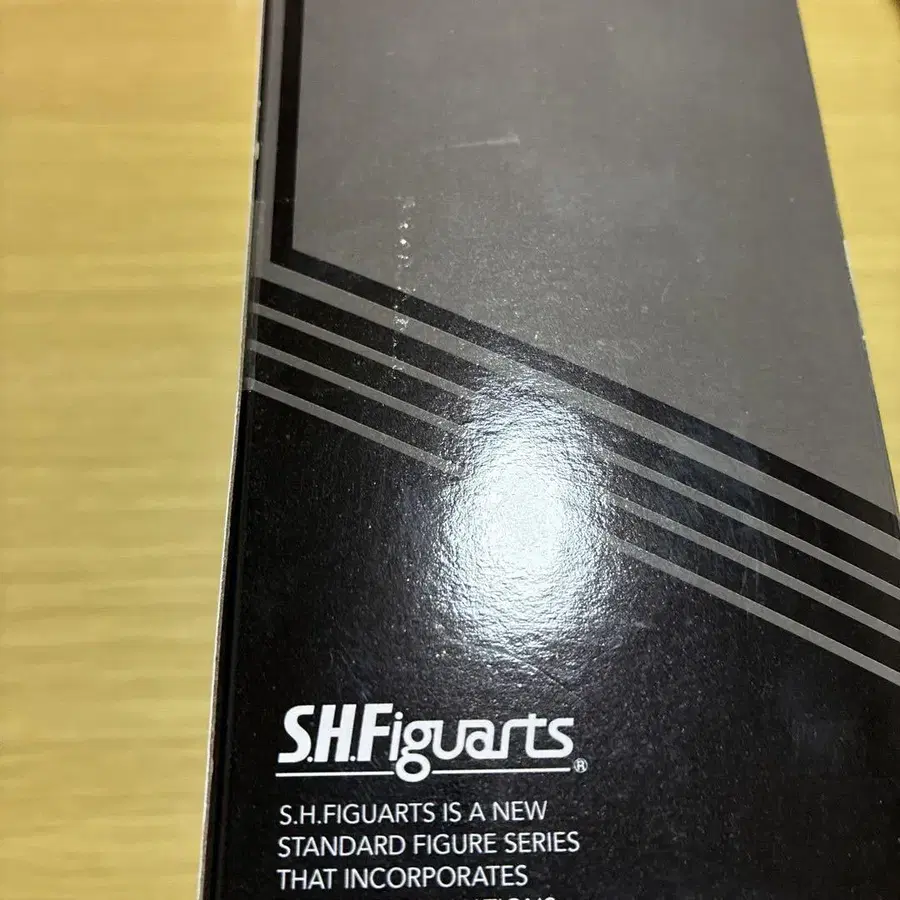 S.H.Figuarts®
S.H.FIGUARTS IS A NEW
STANDARD FIGURE SERIES
THAT INCORPORATES